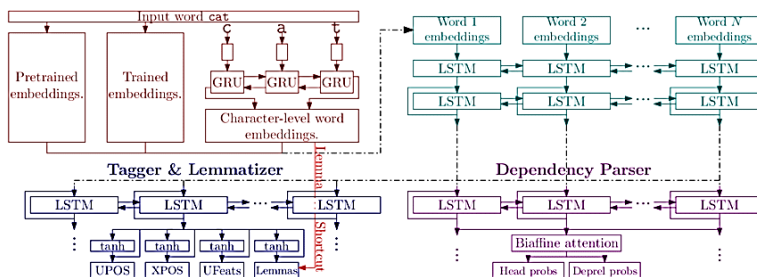 Input word cat
c a t
Pretrained
embeddings.
Trained
embeddings.
GRU GRU GRU
Character-level word
embeddings.
Word 1
embeddings
Word 2
embeddings
...
Word N
embeddings
LSTM LSTM ... LSTM
LSTM LSTM ... LSTM
Lemma Shortcut
Tagger & Lemmatizer
LSTM LSTM ... LSTM
tanh tanh tanh tanh
UPOS XPOS UFeats Lemmas
Dependency Parser
LSTM LSTM ... LSTM
Biaffine attention
Head probs Deprel probs